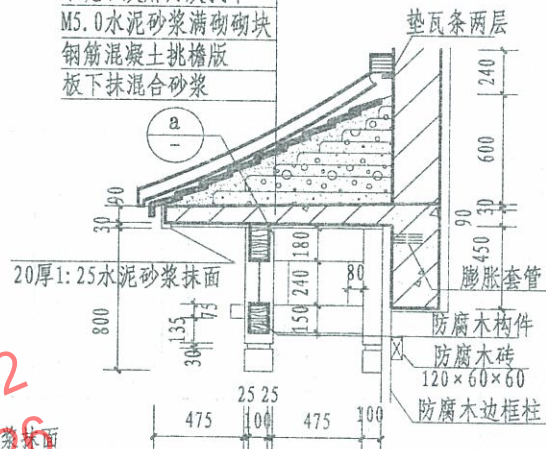 M5.0水泥砂浆满砌砌块
钢筋混凝土挑檐版
板下抹混合砂浆
垫瓦条两层
a
240
600
90
30
30
90
450
180
240
150
80
20厚1:25水泥砂浆抹面
膨胀套管
800
75
135
30
防腐木构件
防腐木砖
120×60×60
防腐木边框柱
25 25
475
100
475
100
浆抹面